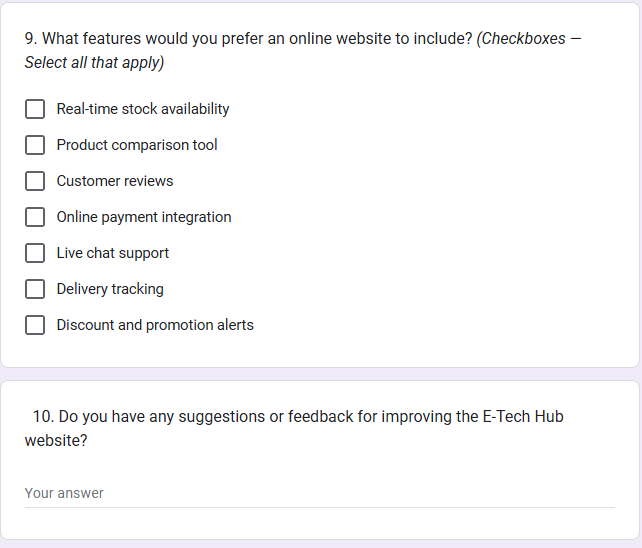 9. What features would you prefer an online website to include? (Checkboxes —
Select all that apply)
Real-time stock availability
Product comparison tool
Customer reviews
Online payment integration
Live chat support
Delivery tracking
Discount and promotion alerts
10. Do you have any suggestions or feedback for improving the E-Tech Hub
website?
Your answer